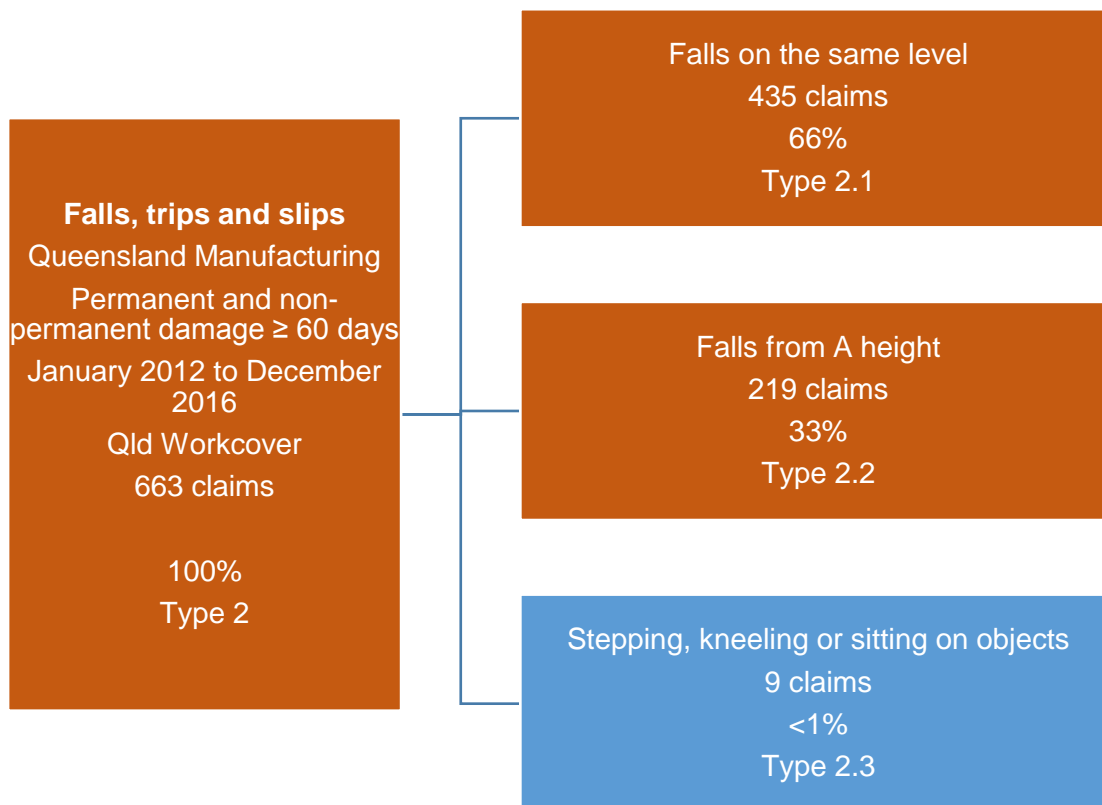 Falls, trips and slips
Queensland Manufacturing
Permanent and non-
permanent damage ≥ 60 days
January 2012 to December
2016
Qld Workcover
663 claims
100%
Type 2
Falls on the same level
435 claims
66%
Type 2.1
Falls from A height
219 claims
33%
Type 2.2
Stepping, kneeling or sitting on objects
9 claims
<1%
Type 2.3